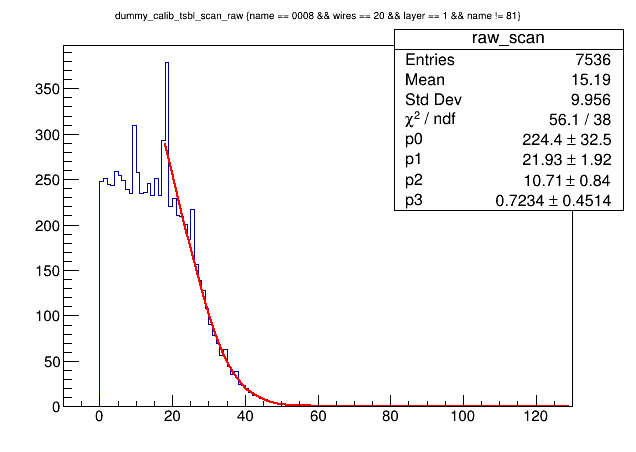 dummy_calib_tsbl_scan_raw {name == 0008 && wires == 20 && layer == 1 && name != 81}
raw_scan
Entries 7536
Mean 15.19
Std Dev 9.956
χ² / ndf 56.1 / 38
p0 224.4 ± 32.5
p1 21.93 ± 1.92
p2 10.71 ± 0.84
p3 0.7234 ± 0.4514
350
300
250
200
150
100
50
0
0 20 40 60 80 100 120